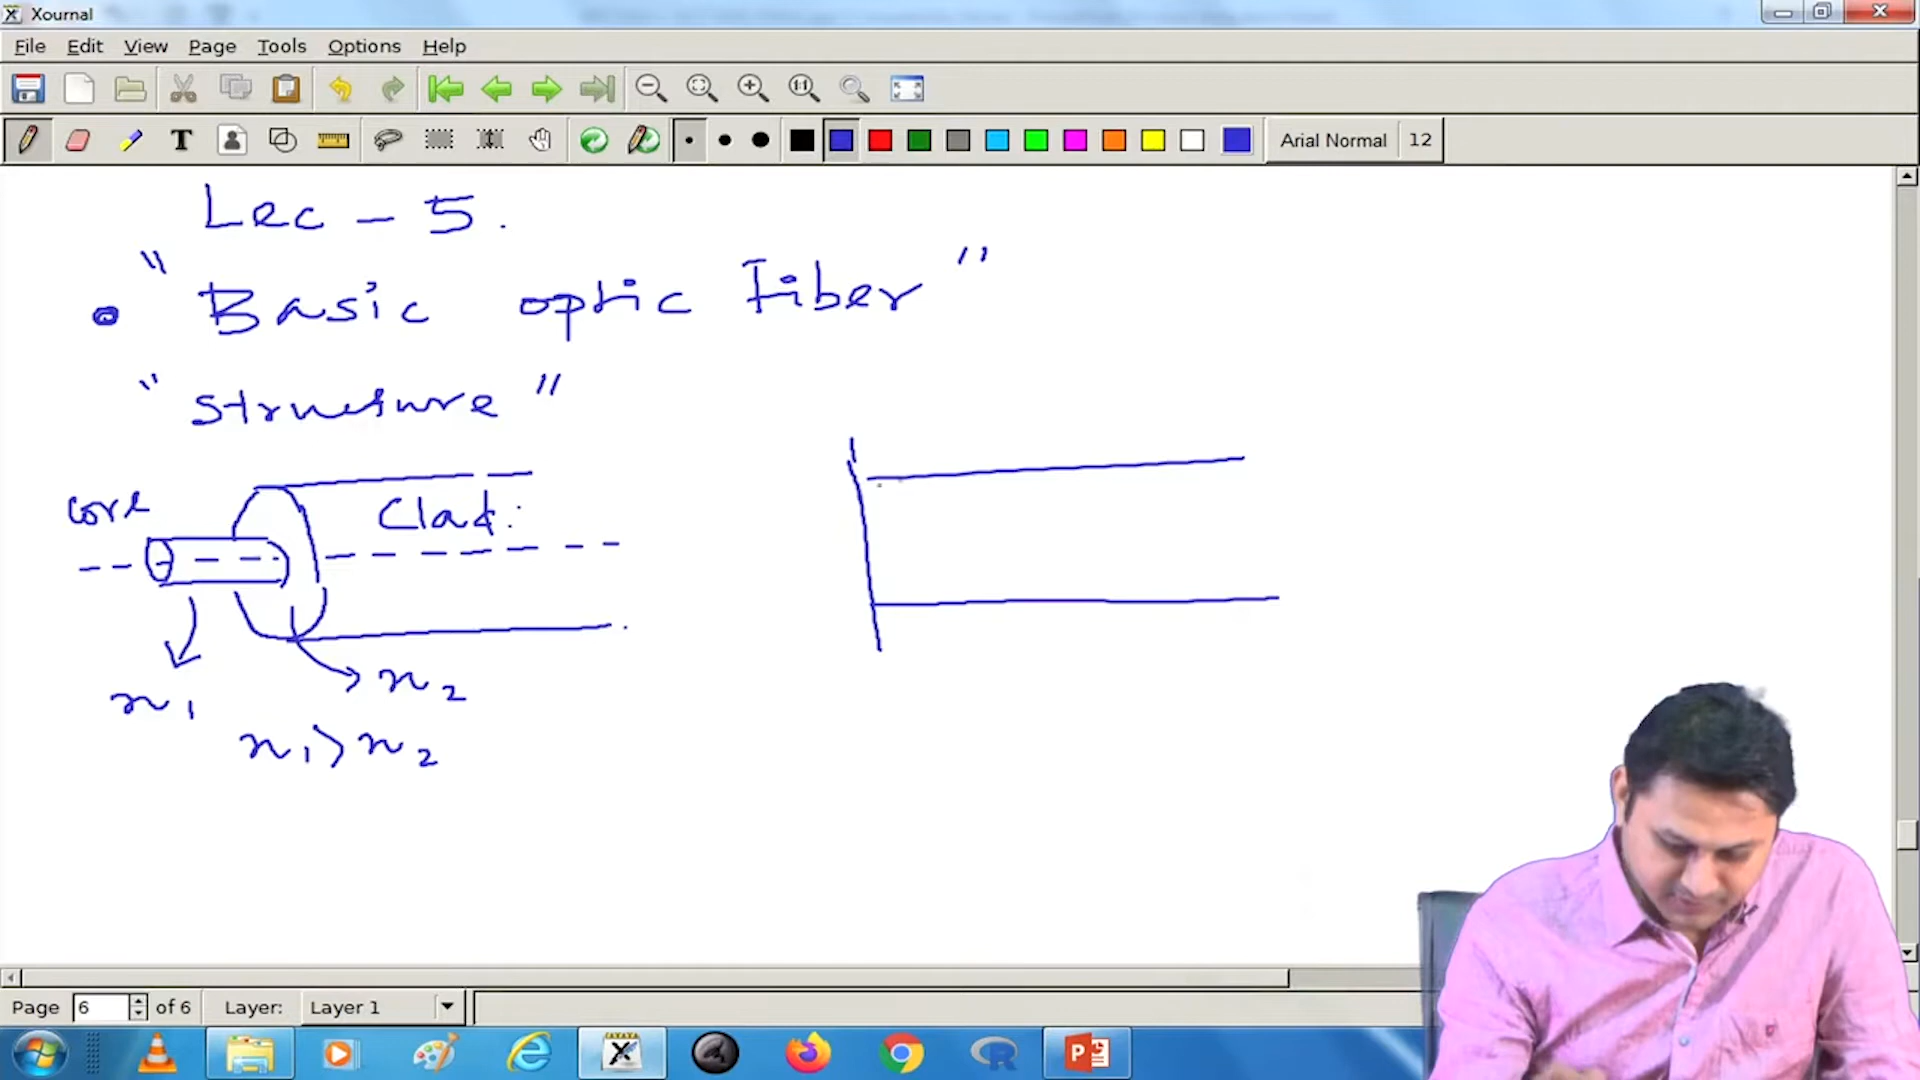 Xournal
File Edit View Page Tools Options Help
Arial Normal 12
Lec - 5.
"
• Basic optic Fiber "
" structure "
core
Clad.
n1
n2
n1 > n2
Page 6 of 6 Layer: Layer 1